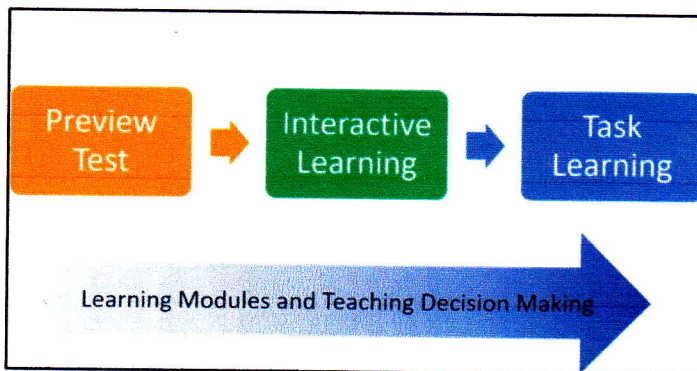 Preview
Test
Interactive
Learning
Task
Learning
Learning Modules and Teaching Decision Making